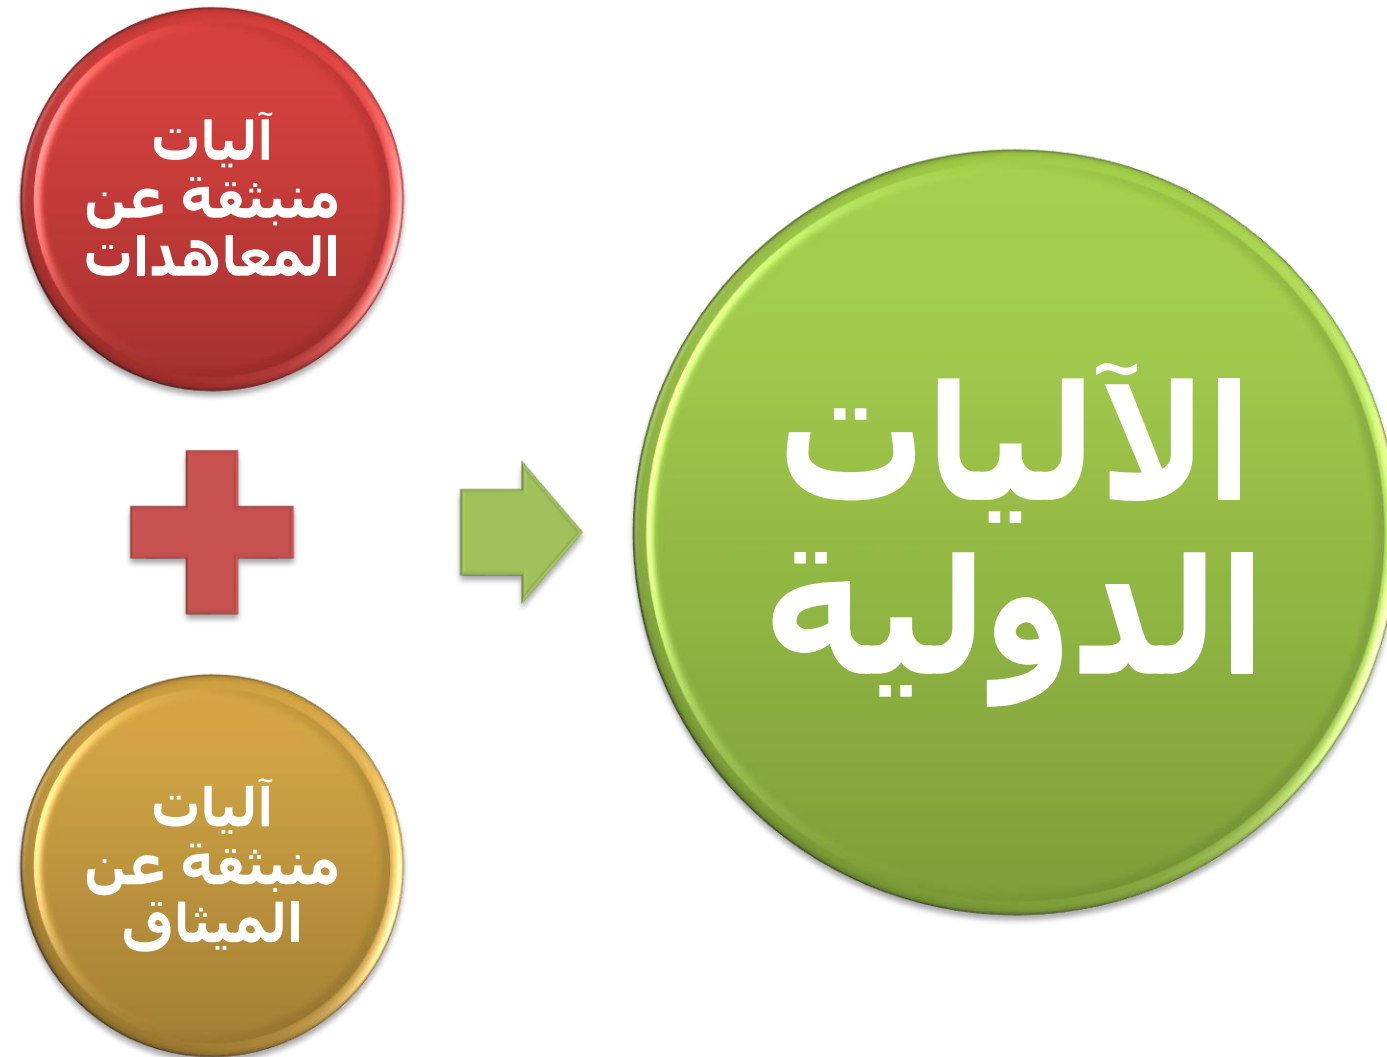 آليات
منبثقة عن
المعاهدات
آليات
منبثقة عن
الميثاق
الآليات
الدولية